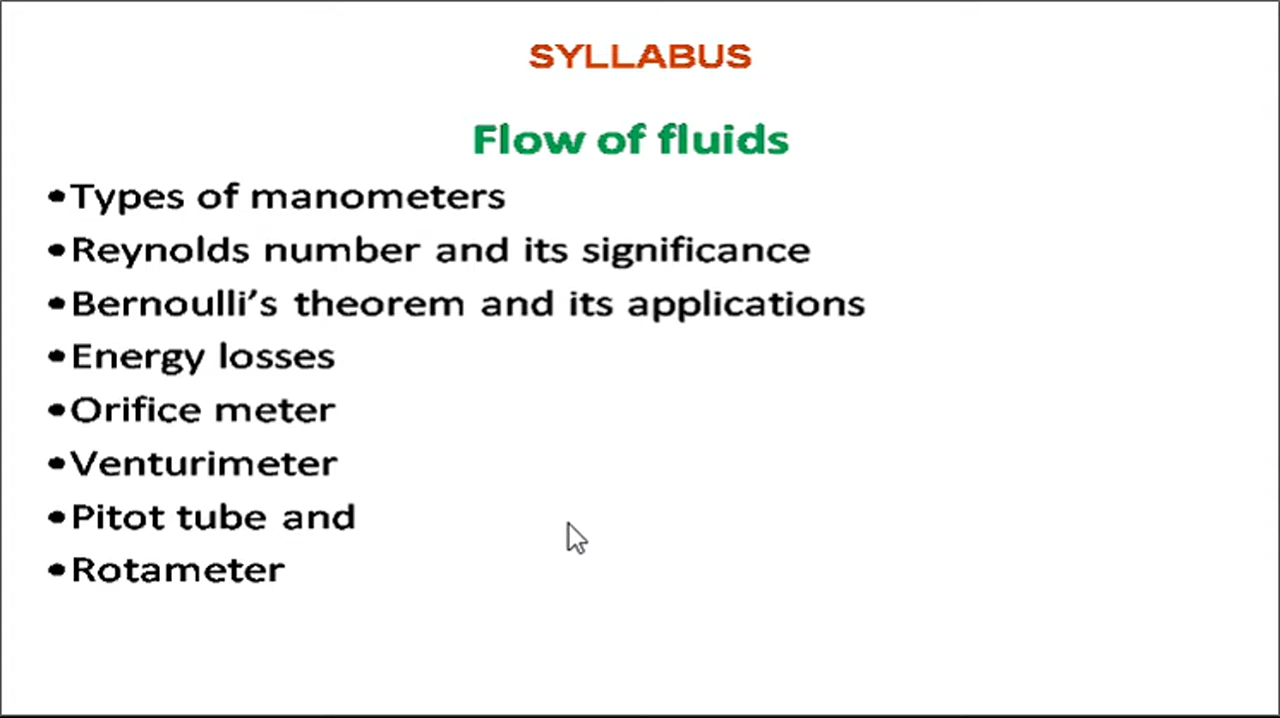 SYLLABUS
Flow of fluids
•Types of manometers
•Reynolds number and its significance
•Bernoulli’s theorem and its applications
•Energy losses
•Orifice meter
•Venturimeter
•Pitot tube and
•Rotameter